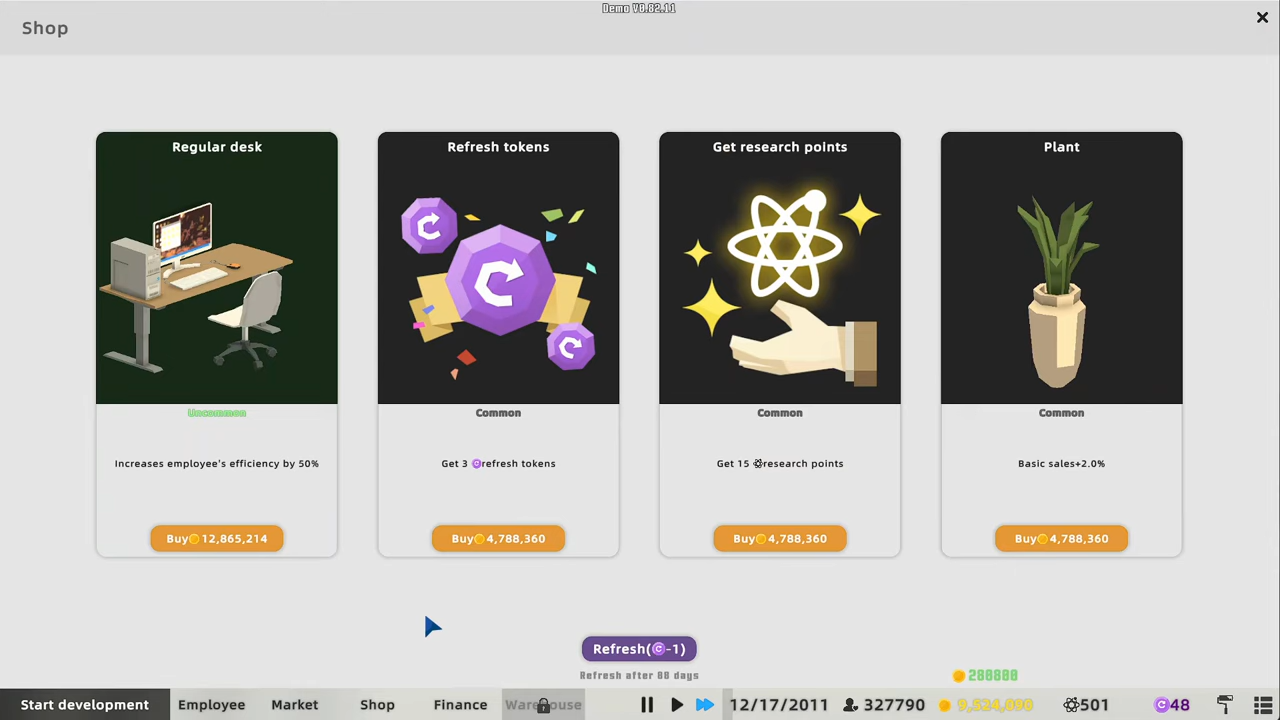 Demo V0.82.11
Shop
Regular desk
Refresh tokens
Get research points
Plant
Uncommon
Common
Common
Common
Increases employee's efficiency by 50%
Get 3 refresh tokens
Get 15 research points
Basic sales+2.0%
Buy 12,865,214
Buy 4,788,360
Buy 4,788,360
Buy 4,788,360
Refresh( -1)
Refresh after 88 days
Start development
Employee
Market
Shop
Finance
Warehouse
12/17/2011
327790
501
48